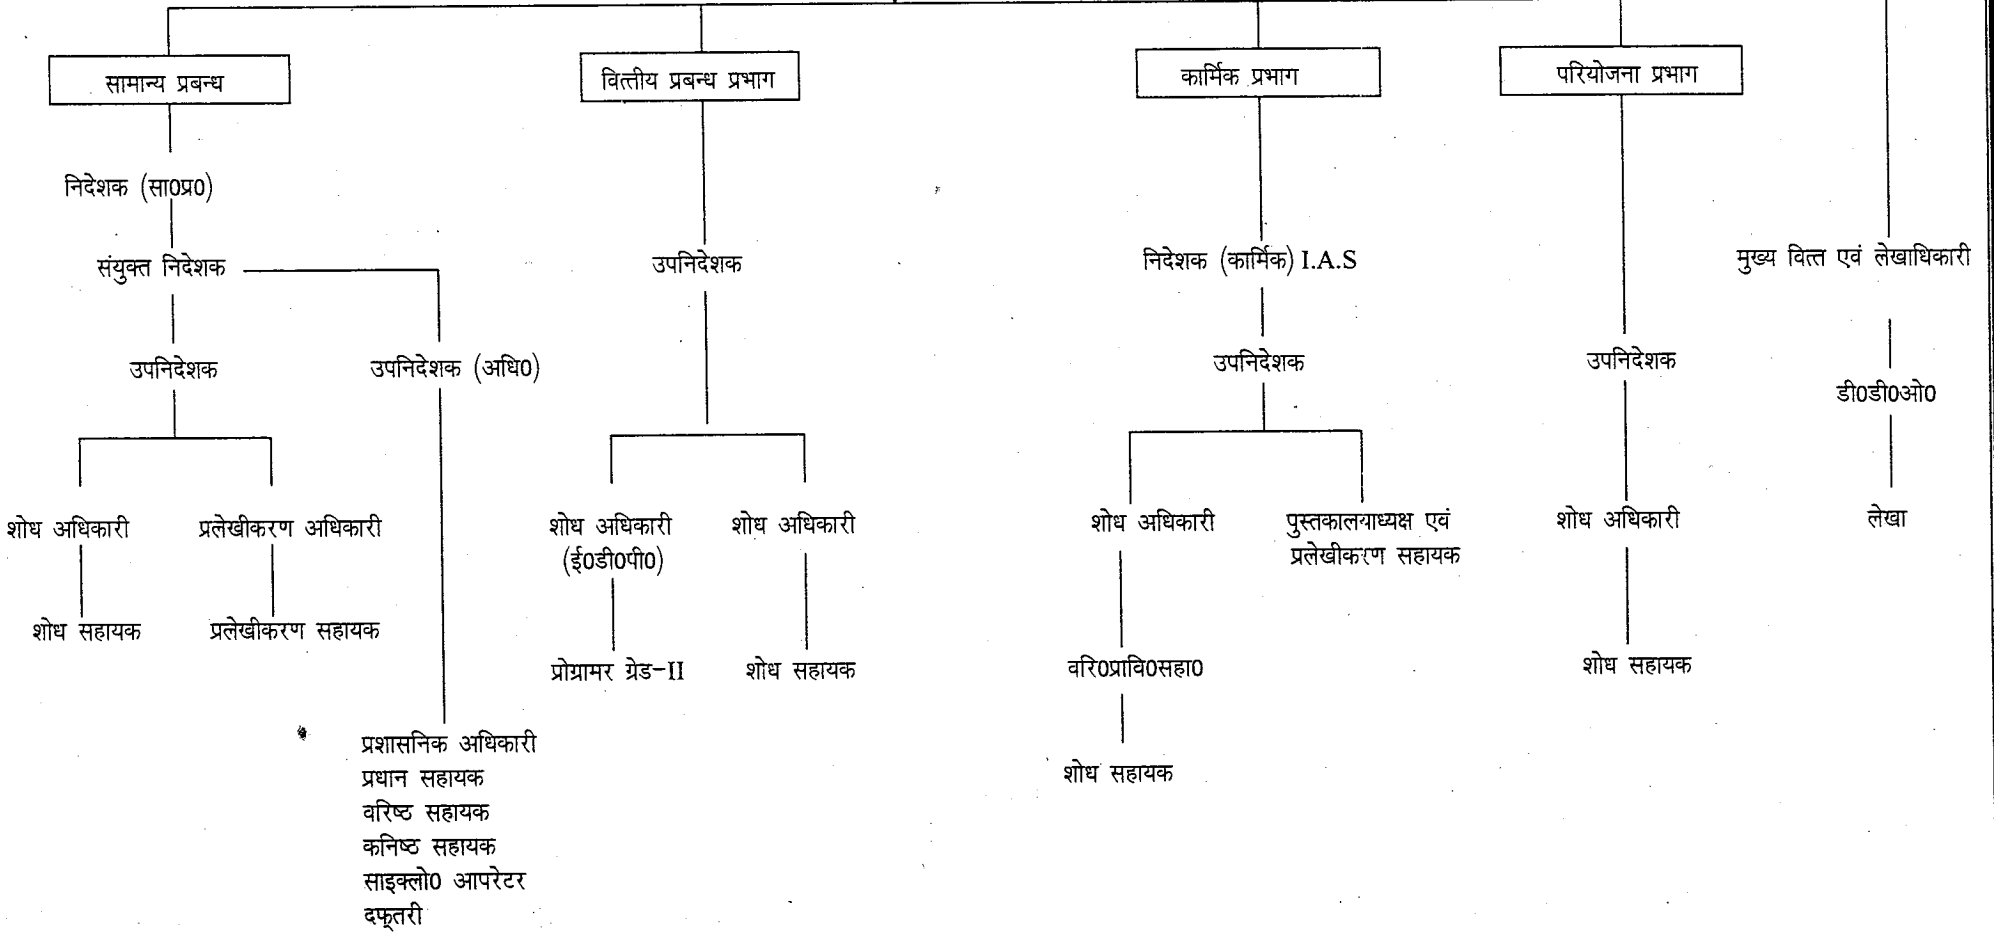 सामान्य प्रबन्ध
वित्तीय प्रबन्ध प्रभाग
कार्मिक प्रभाग
परियोजना प्रभाग
निदेशक (सा0प्र0)
संयुक्त निदेशक
उपनिदेशक
निदेशक (कार्मिक) I.A.S
मुख्य वित्त एवं लेखाधिकारी
उपनिदेशक
उपनिदेशक (अधि0)
उपनिदेशक
उपनिदेशक
डी0डी0ओ0
शोध अधिकारी
प्रलेखीकरण अधिकारी
शोध अधिकारी
(ई0डी0पी0)
शोध अधिकारी
शोध अधिकारी
पुस्तकालयाध्यक्ष एवं
प्रलेखीकरण सहायक
शोध अधिकारी
लेखा
शोध सहायक
प्रलेखीकरण सहायक
प्रोग्रामर ग्रेड-II
शोध सहायक
वरि0प्रावि0सहा0
शोध सहायक
शोध सहायक
प्रशासनिक अधिकारी
प्रधान सहायक
वरिष्ठ सहायक
कनिष्ठ सहायक
साइक्लो0 आपरेटर
दफ्तरी